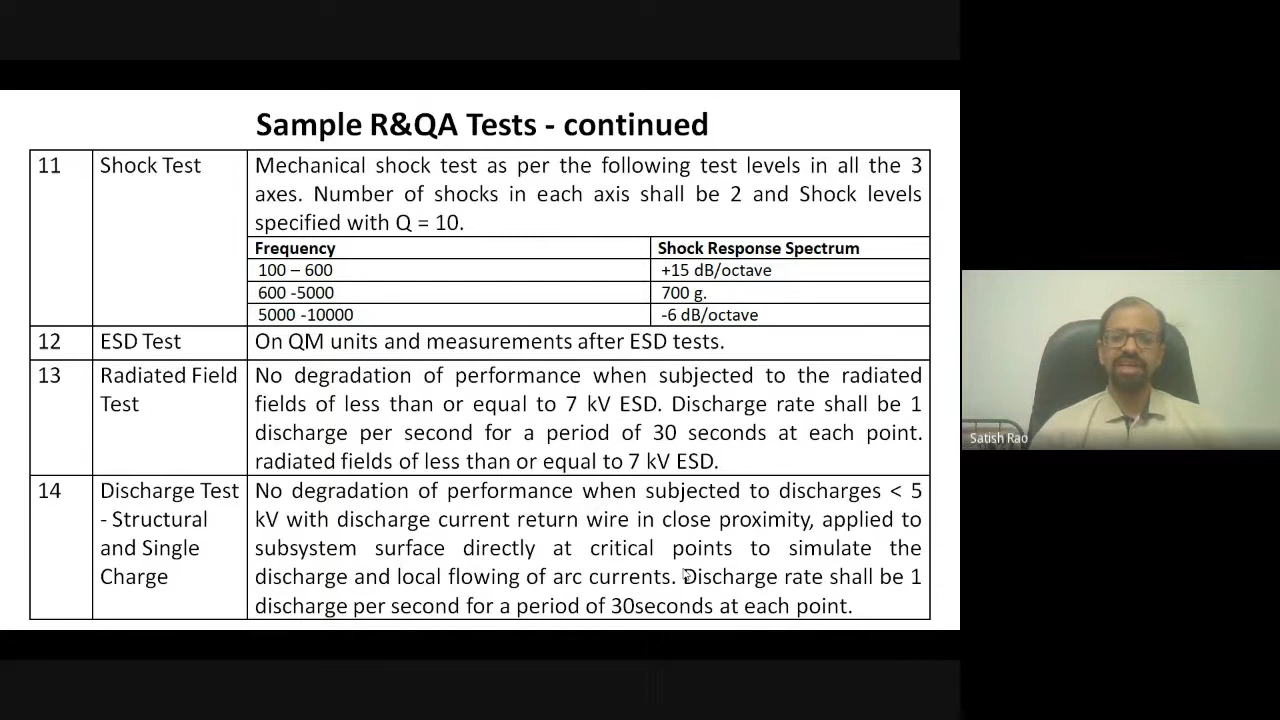 Sample R&QA Tests - continued
11 Shock Test Mechanical shock test as per the following test levels in all the 3
axes. Number of shocks in each axis shall be 2 and Shock levels
specified with Q = 10.
Frequency Shock Response Spectrum
100 – 600 +15 dB/octave
600 -5000 700 g.
5000 -10000 -6 dB/octave
12 ESD Test On QM units and measurements after ESD tests.
13 Radiated Field No degradation of performance when subjected to the radiated
Test fields of less than or equal to 7 kV ESD. Discharge rate shall be 1
discharge per second for a period of 30 seconds at each point.
radiated fields of less than or equal to 7 kV ESD.
14 Discharge Test No degradation of performance when subjected to discharges < 5
- Structural kV with discharge current return wire in close proximity, applied to
and Single subsystem surface directly at critical points to simulate the
Charge discharge and local flowing of arc currents. Discharge rate shall be 1
discharge per second for a period of 30seconds at each point.
Satish Rao